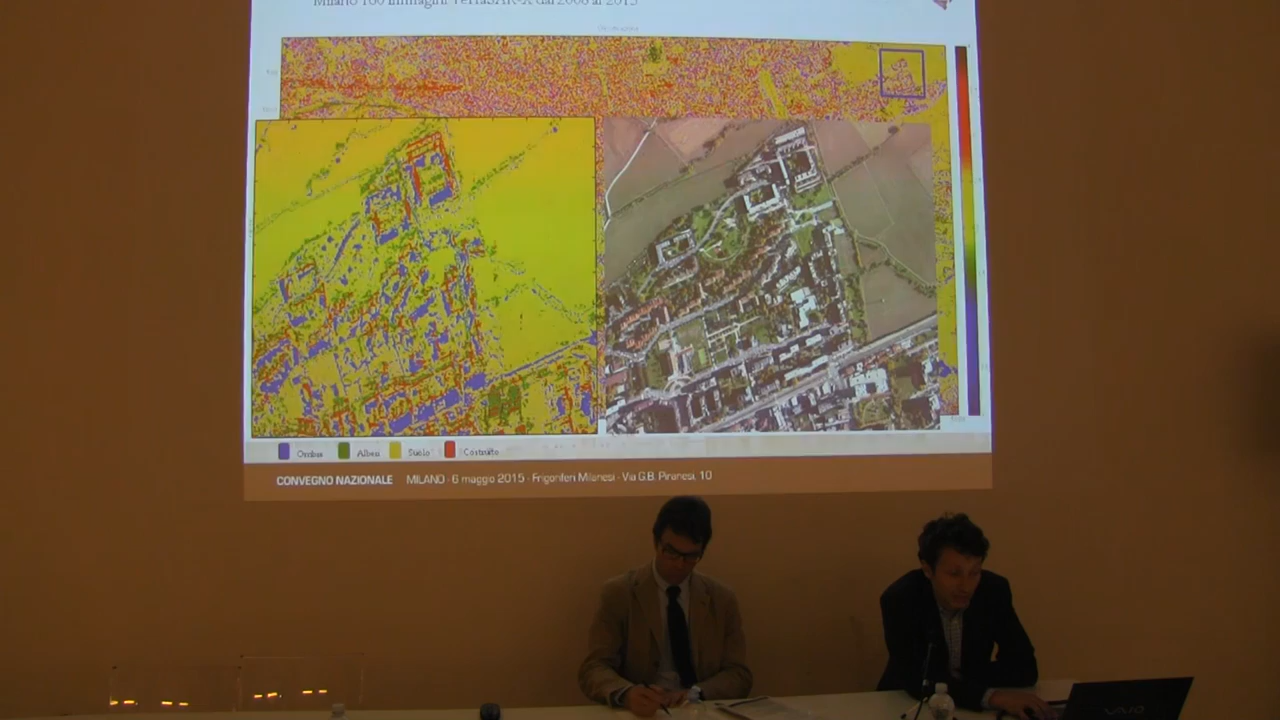 Milano 100 immagini TerraSAR-X dal 2008 al 2015
Ombra Alberi Suolo Costruito
CONVEGNO NAZIONALE MILANO - 6 maggio 2015 - Frigoriferi Milanesi - Via G.B. Piranesi, 10
VAIO